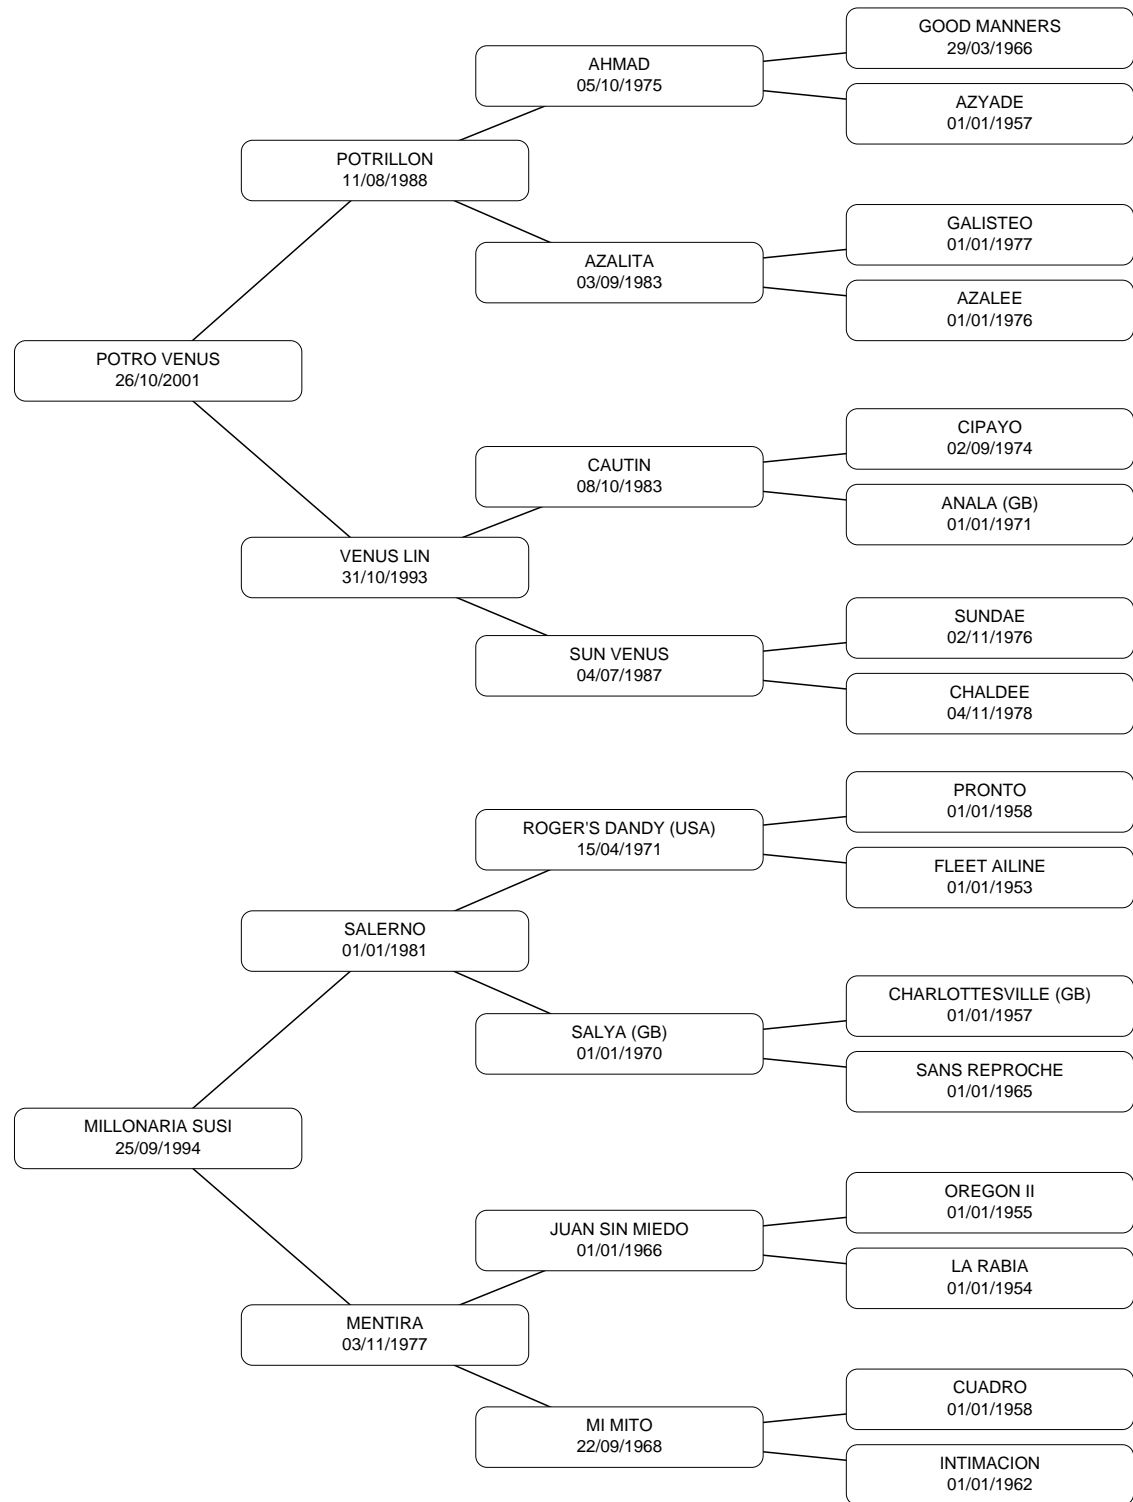 GOOD MANNERS
29/03/1966
AHMAD
05/10/1975
AZYADE
01/01/1957
POTRILLON
11/08/1988
GALISTEO
01/01/1977
AZALITA
03/09/1983
AZALEE
01/01/1976
POTRO VENUS
26/10/2001
CIPAYO
02/09/1974
CAUTIN
08/10/1983
ANALA (GB)
01/01/1971
VENUS LIN
31/10/1993
SUNDAE
02/11/1976
SUN VENUS
04/07/1987
CHALDEE
04/11/1978
PRONTO
01/01/1958
ROGER'S DANDY (USA)
15/04/1971
FLEET AILINE
01/01/1953
SALERNO
01/01/1981
CHARLOTTESVILLE (GB)
01/01/1957
SALYA (GB)
01/01/1970
SANS REPROCHE
01/01/1965
MILLONARIA SUSI
25/09/1994
OREGON II
01/01/1955
JUAN SIN MIEDO
01/01/1966
LA RABIA
01/01/1954
MENTIRA
03/11/1977
CUADRO
01/01/1958
MI MITO
22/09/1968
INTIMACION
01/01/1962